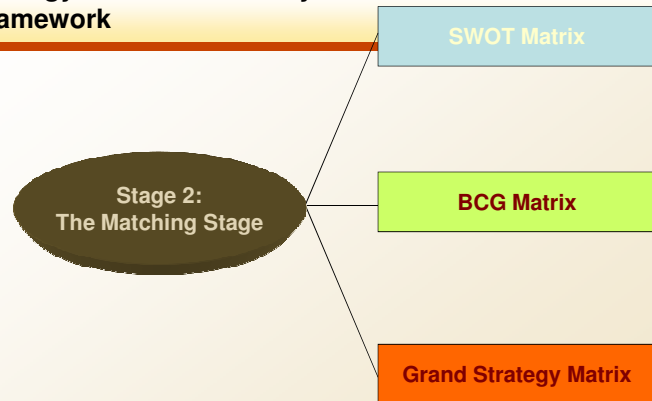 amework
SWOT Matrix
Stage 2:
The Matching Stage
BCG Matrix
Grand Strategy Matrix